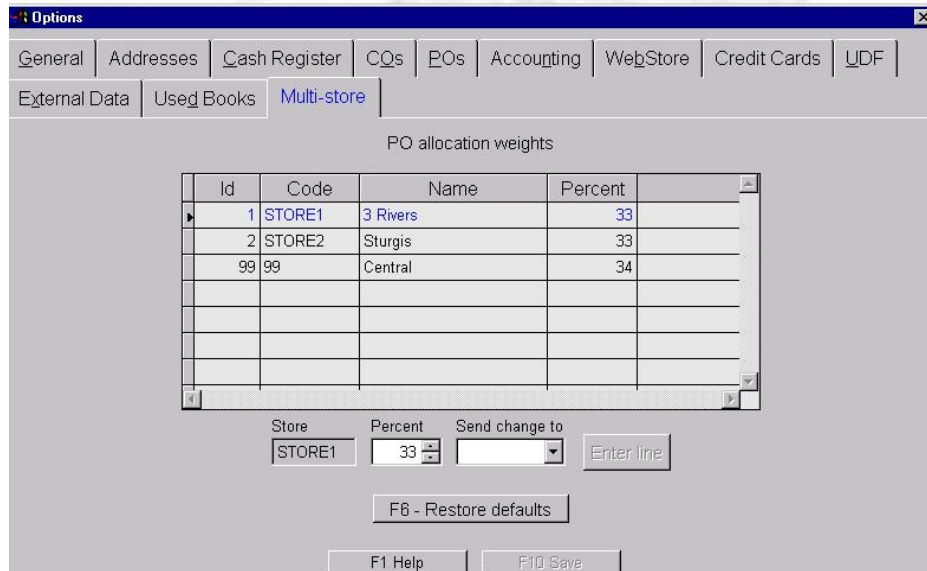 Options
General Addresses Cash Register COs POs Accounting WebStore Credit Cards UDF
External Data Used Books Multi-store
PO allocation weights
Id Code Name Percent
1 STORE1 3 Rivers 33
2 STORE2 Sturgis 33
99 99 Central 34
Store Percent Send change to
STORE1 33 Enter line
F6 - Restore defaults
F1 Help F10 Save